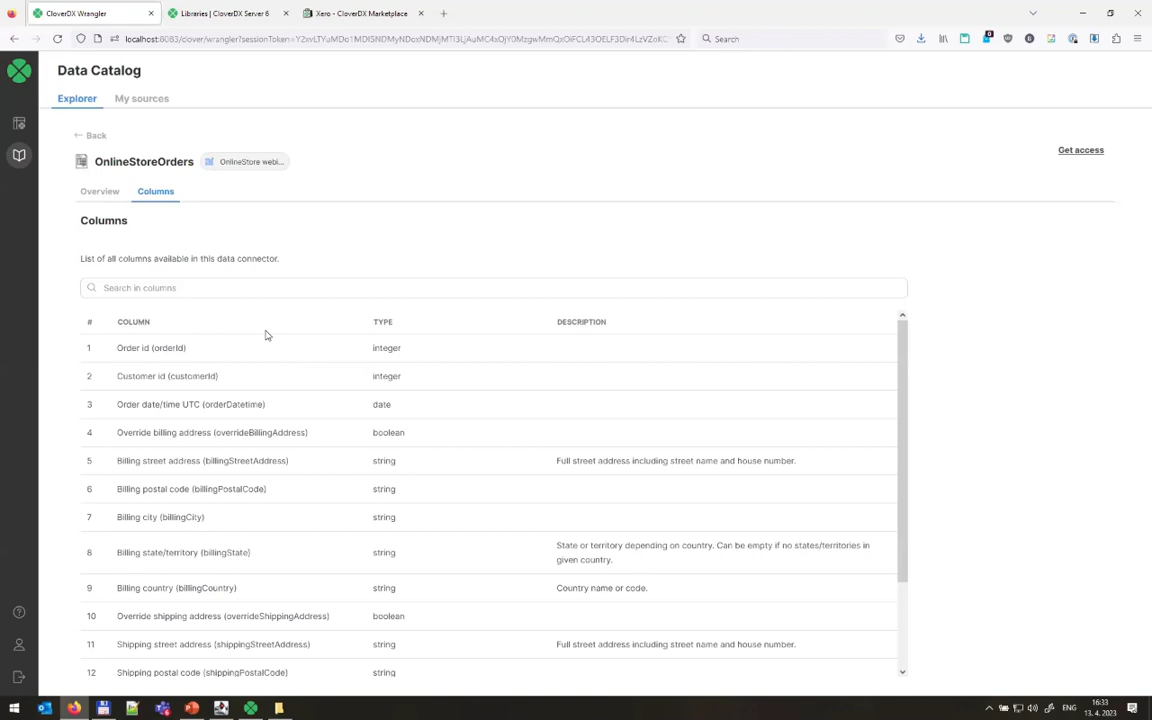 CloverDX Wrangler
Libraries | CloverDX Server 6
Xero - CloverDX Marketplace
Search
Data Catalog
Explorer
My sources
Back
OnlineStoreOrders
OnlineStore webi...
Get access
Overview
Columns
Columns
List of all columns available in this data connector.
Search in columns
# COLUMN TYPE DESCRIPTION
1 Order id (orderId) integer
2 Customer id (customerId) integer
3 Order date/time UTC (orderDatetime) date
4 Override billing address (overrideBillingAddress) boolean
5 Billing street address (billingStreetAddress) string Full street address including street name and house number.
6 Billing postal code (billingPostalCode) string
7 Billing city (billingCity) string
8 Billing state/territory (billingState) string State or territory depending on country. Can be empty if no states/territories in
given country.
9 Billing country (billingCountry) string Country name or code.
10 Override shipping address (overrideShippingAddress) boolean
11 Shipping street address (shippingStreetAddress) string Full street address including street name and house number.
12 Shipping postal code (shippingPostalCode) string
ENG
16:33
13. 4. 2023